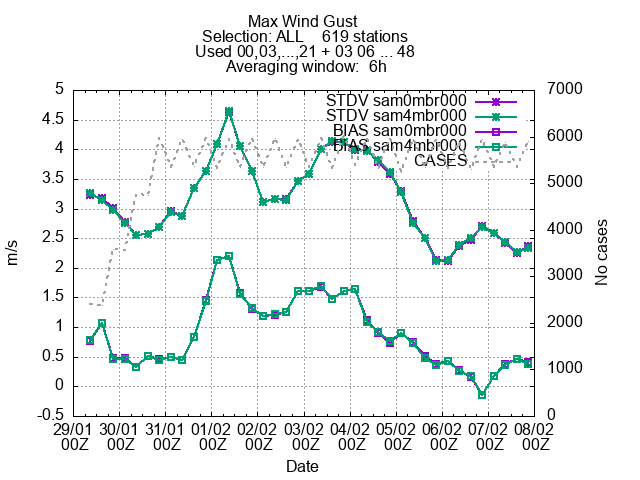 Max Wind Gust
Selection: ALL    619 stations
Used 00,03,...,21 + 03 06 ... 48
Averaging window:  6h
STDV sam0mbr000
STDV sam4mbr000
BIAS sam0mbr000
BIAS sam4mbr000
CASES
5
4.5
4
3.5
3
2.5
2
1.5
1
0.5
0
-0.5
m/s
7000
6000
5000
4000
3000
2000
1000
0
No cases
29/01 30/01 31/01 01/02 02/02 03/02 04/02 05/02 06/02 07/02 08/02
00Z 00Z 00Z 00Z 00Z 00Z 00Z 00Z 00Z 00Z 00Z
Date